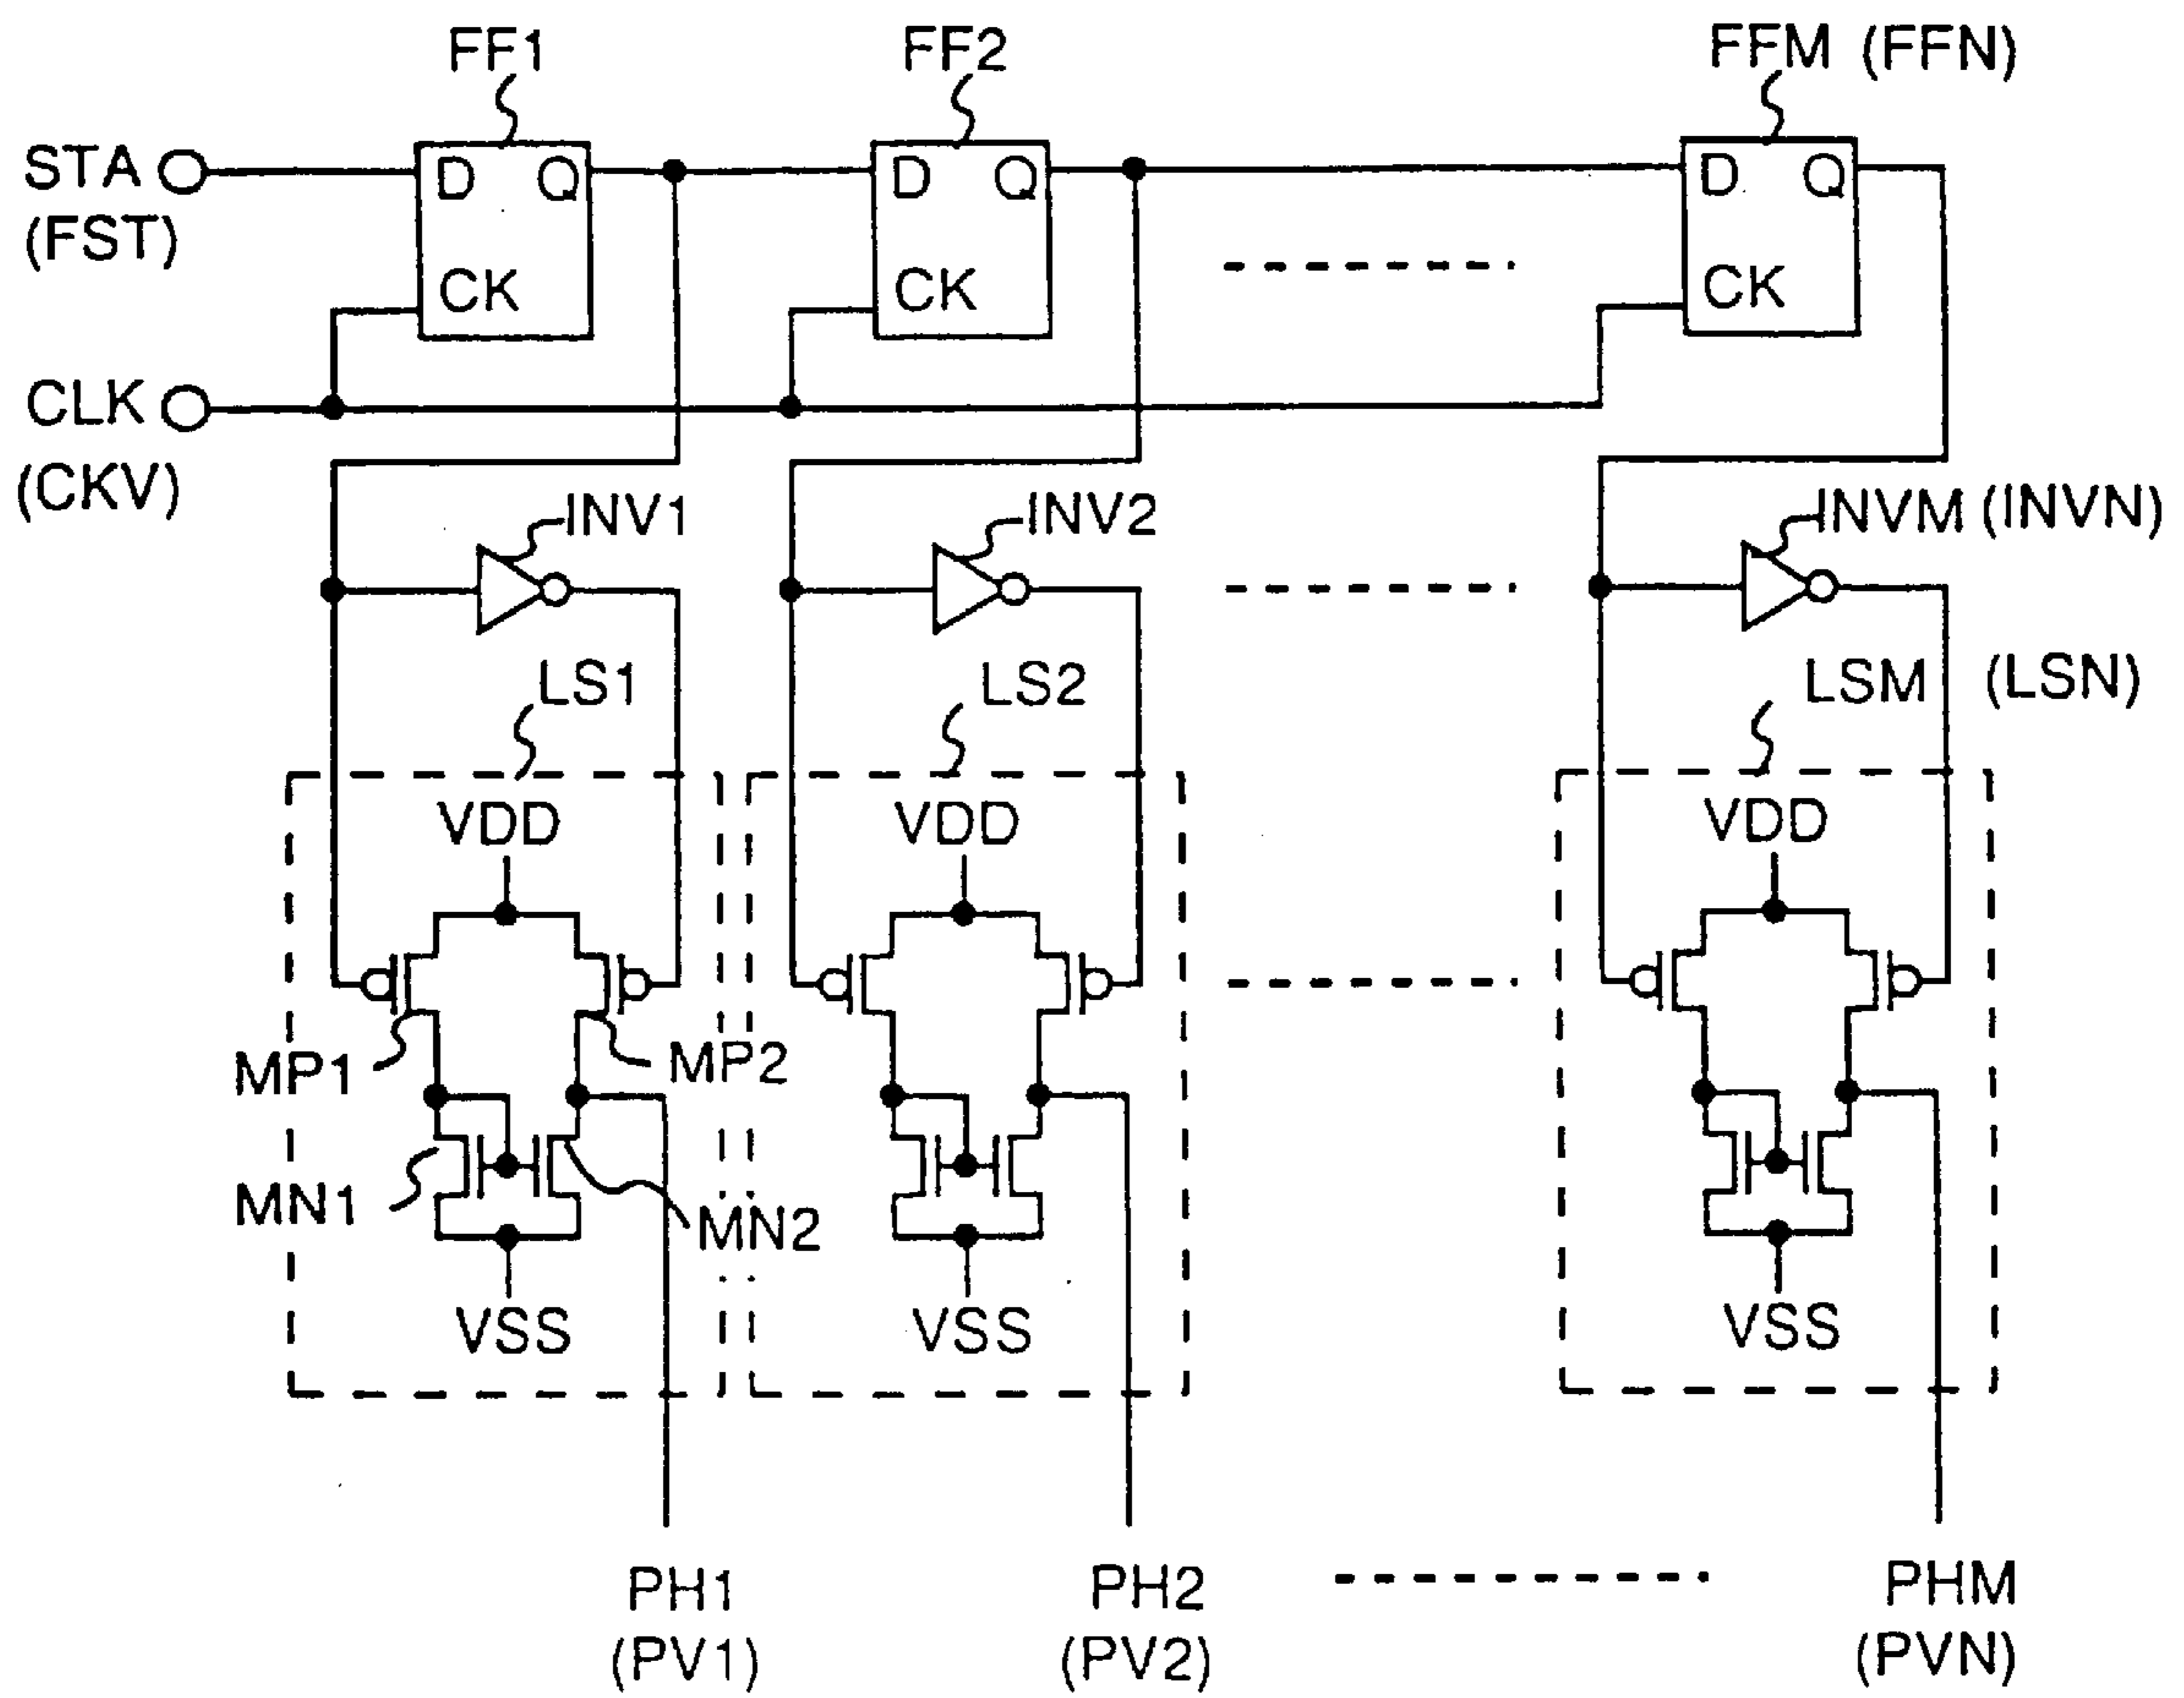 FF1
FF2
FFM (FFN)
STA
(FST)
D Q
CK
D Q
CK
D Q
CK
CLK
(CKV)
INV1
INV2
INVM (INVN)
LS1
LS2
LSM (LSN)
VDD
VDD
VDD
MP1
MP2
MN1
MN2
VSS
VSS
VSS
PH1
(PV1)
PH2
(PV2)
PHM
(PVN)